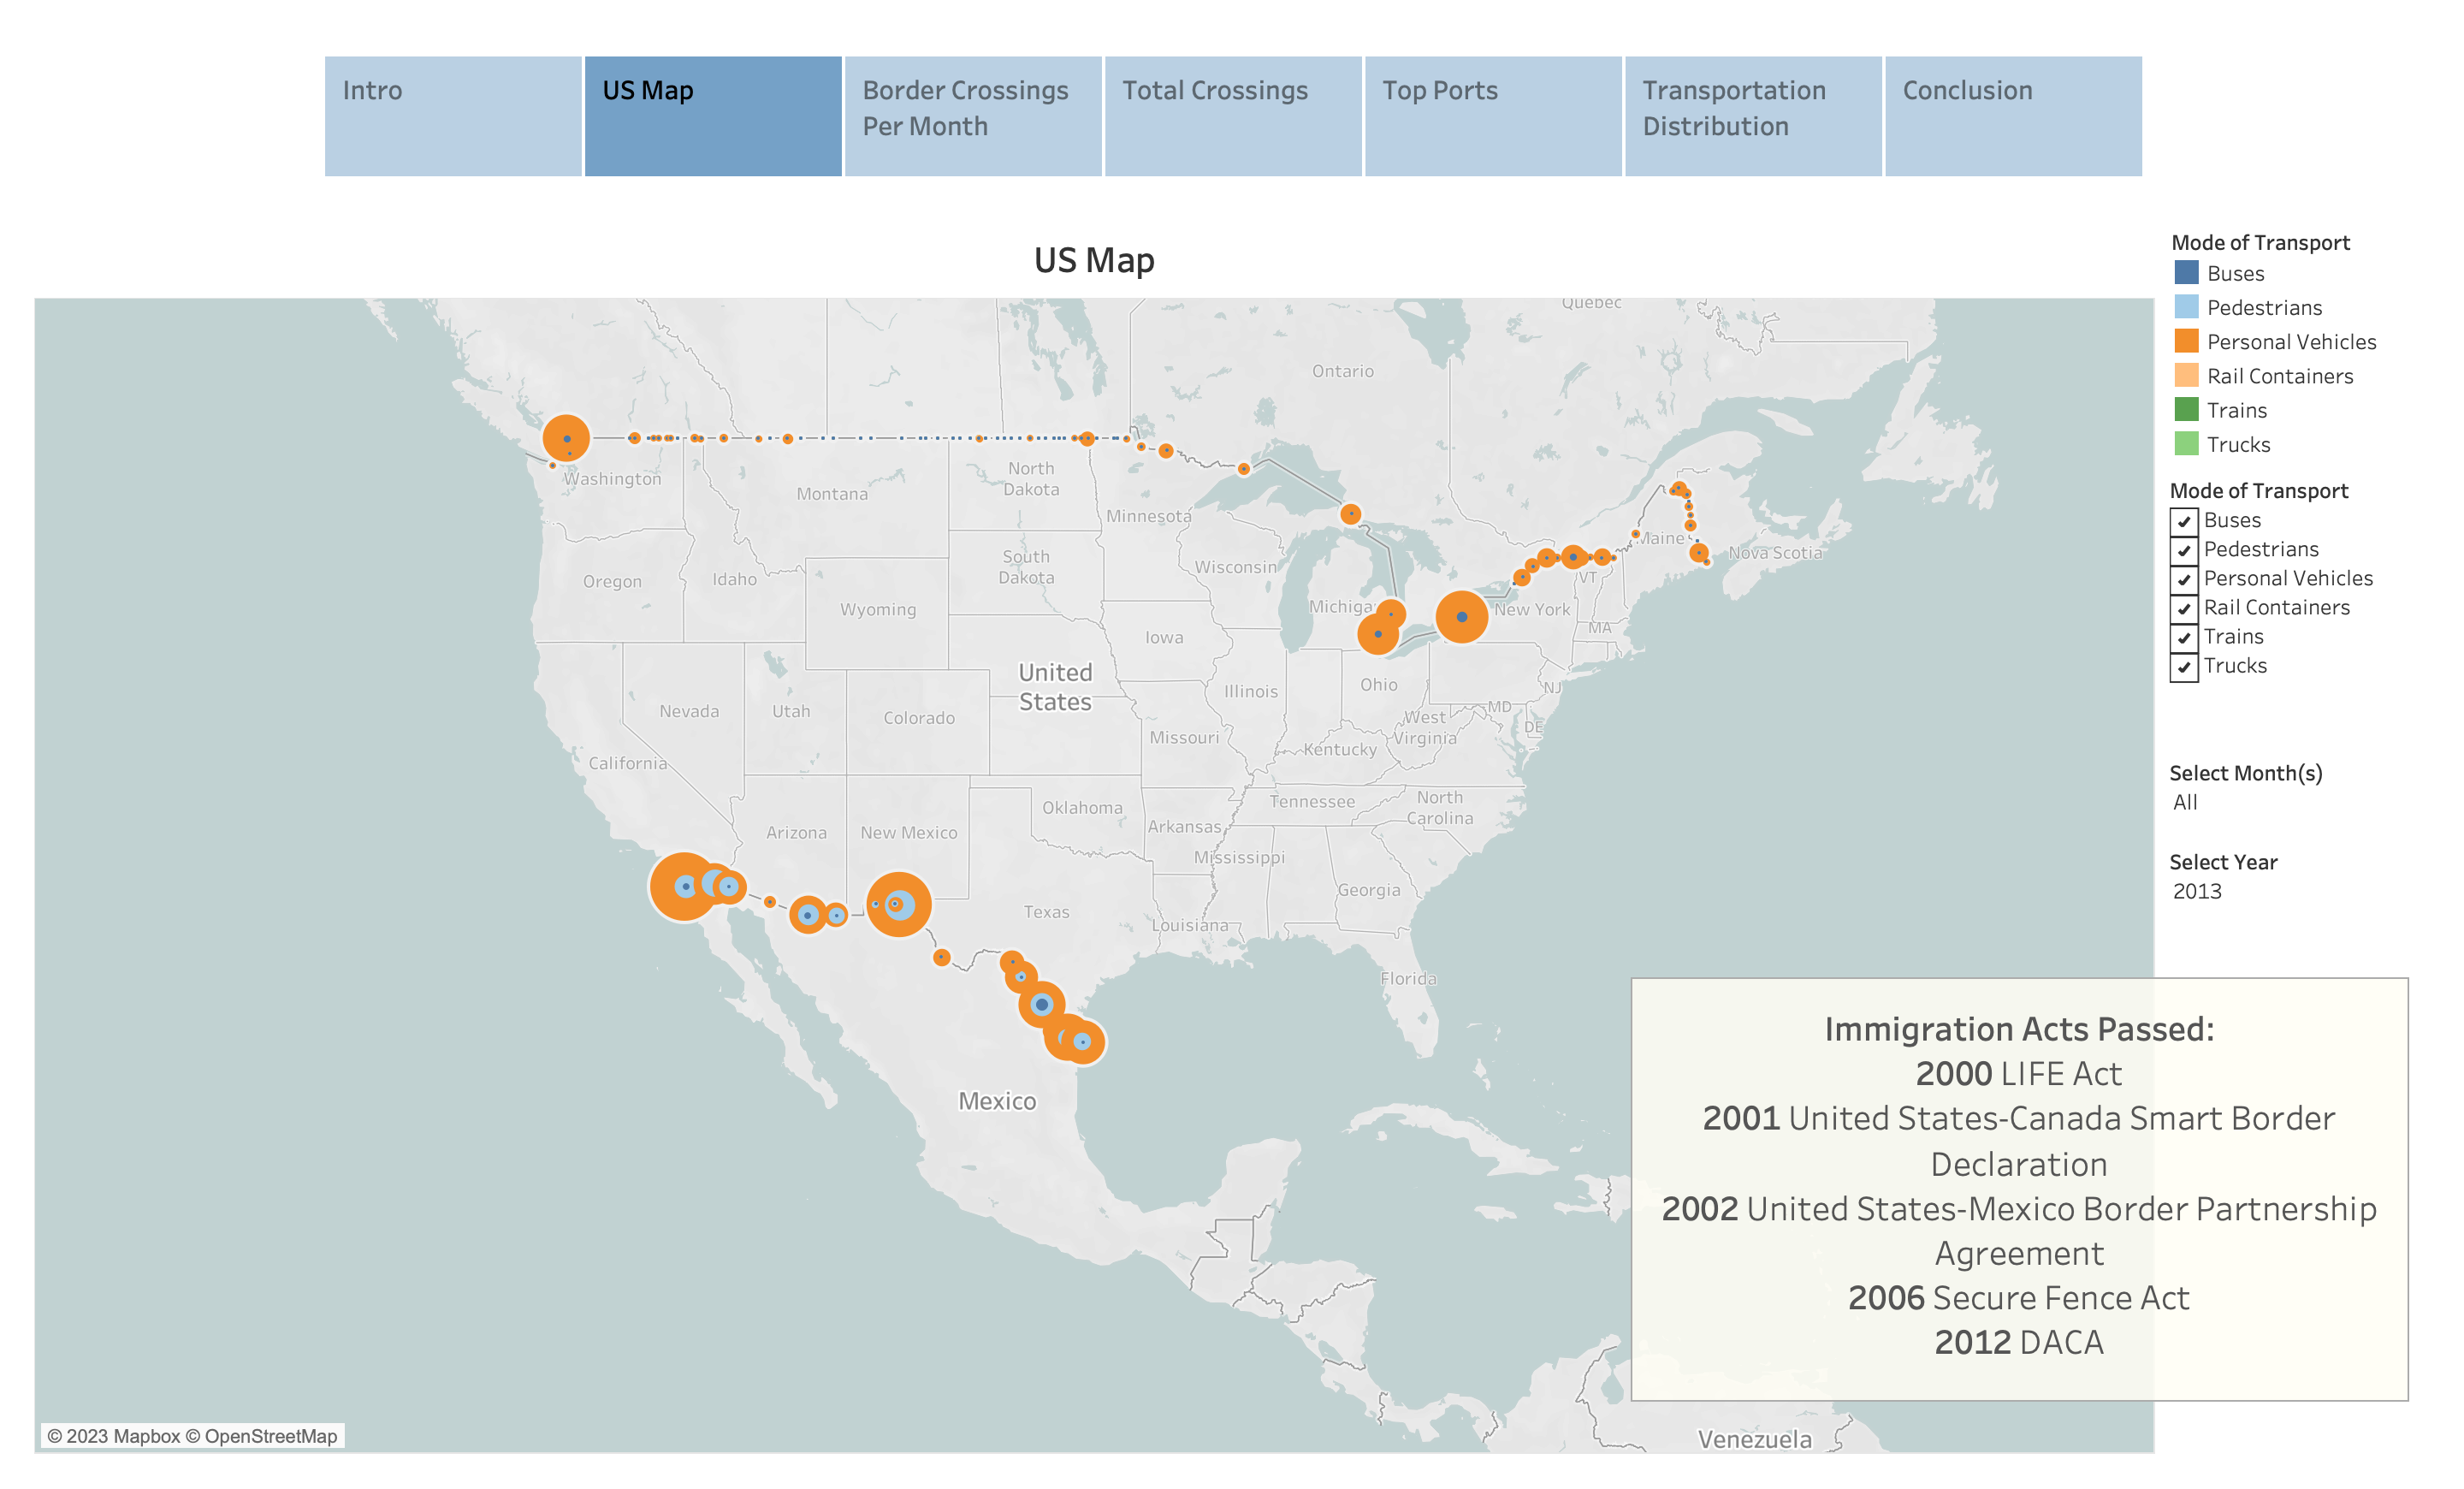 Intro
US Map
Border Crossings
Per Month
Total Crossings
Top Ports
Transportation
Distribution
Conclusion
US Map
Mode of Transport
Buses
Pedestrians
Personal Vehicles
Rail Containers
Trains
Trucks
Mode of Transport
Buses
Pedestrians
Personal Vehicles
Rail Containers
Trains
Trucks
Select Month(s)
All
Select Year
2013
Quebec
Ontario
Washington
Montana
North
Dakota
Minnesota
Maine
Nova Scotia
Oregon
Idaho
South
Dakota
Wisconsin
VT
Wyoming
New York
MA
Iowa
United
States
Nevada
Utah
Colorado
Illinois
Ohio
NJ
MD
West
Virginia
DE
Missouri
Kentucky
California
Oklahoma
Tennessee
North
Carolina
Arizona
New Mexico
Arkansas
Mississippi
Georgia
Texas
Louisiana
Florida
Mexico
Venezuela
Immigration Acts Passed:
2000 LIFE Act
2001 United States-Canada Smart Border
Declaration
2002 United States-Mexico Border Partnership
Agreement
2006 Secure Fence Act
2012 DACA
© 2023 Mapbox © OpenStreetMap